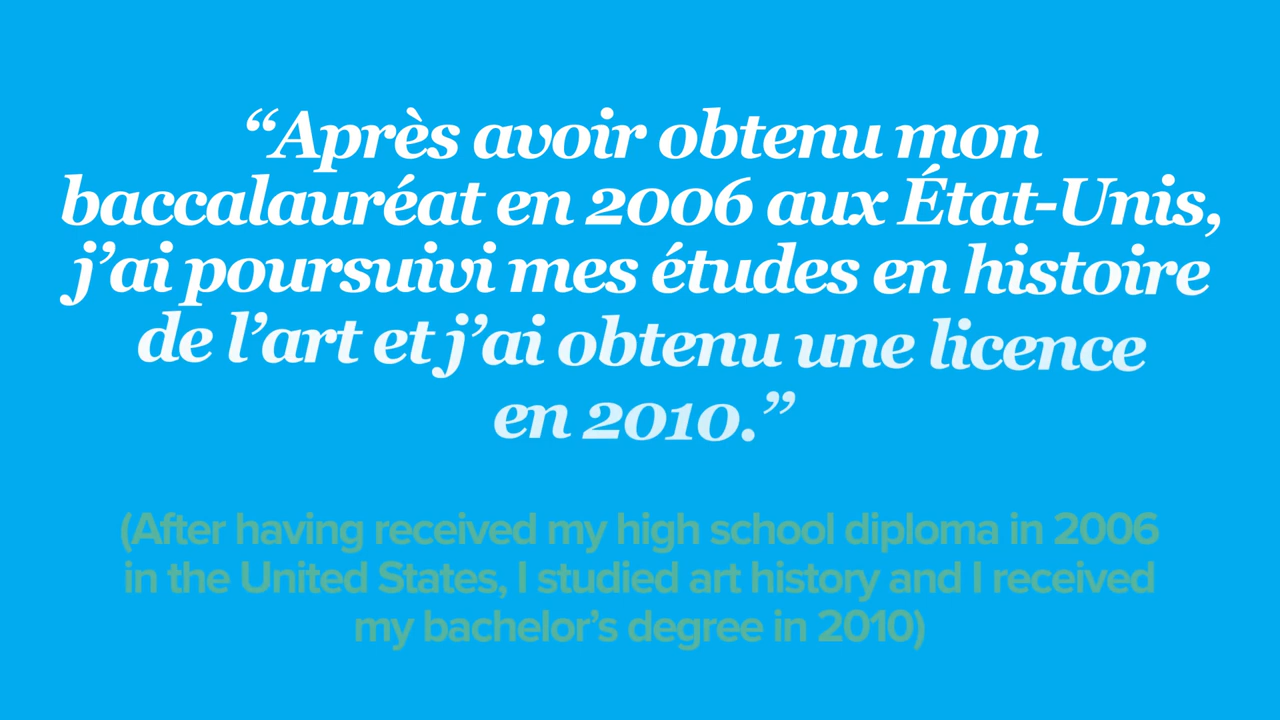 “Après avoir obtenu mon
baccalauréat en 2006 aux État-Unis,
j’ai poursuivi mes études en histoire
de l’art et j’ai obtenu une licence
en 2010.”
(After having received my high school diploma in 2006
in the United States, I studied art history and I received
my bachelor’s degree in 2010)